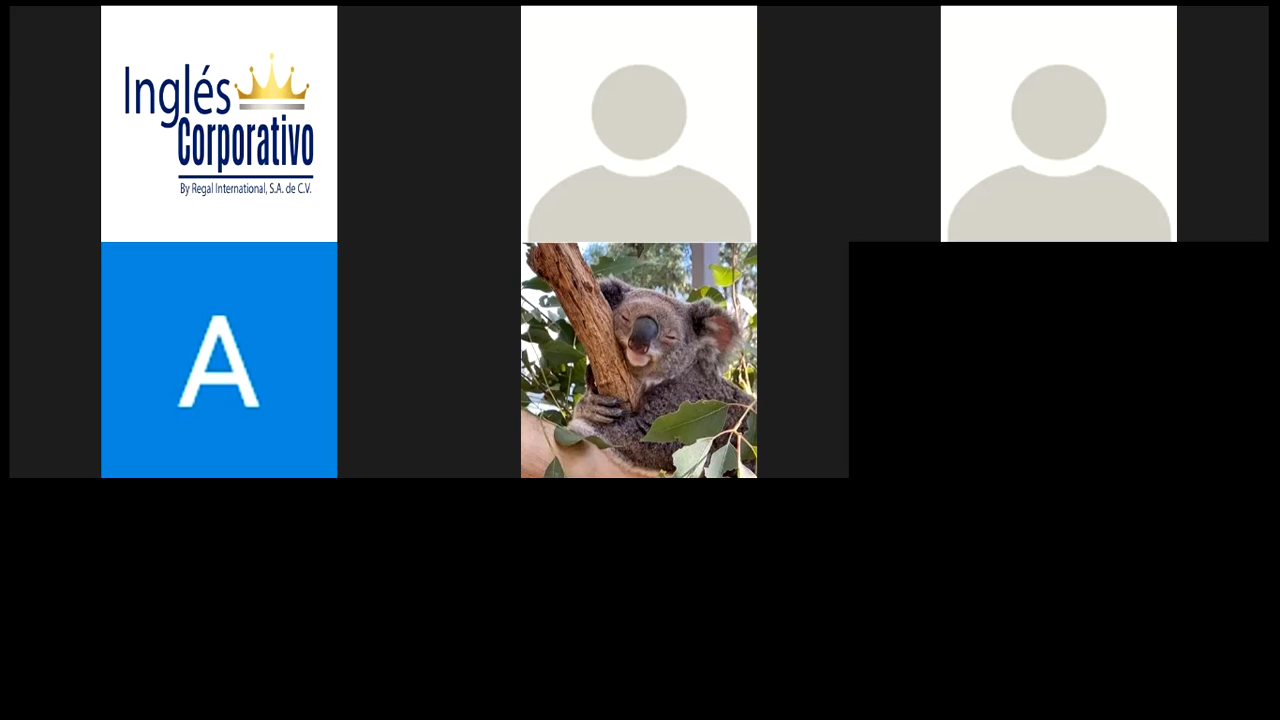 Inglés
Corporativo
By Regal International, S.A. de C.V.
A